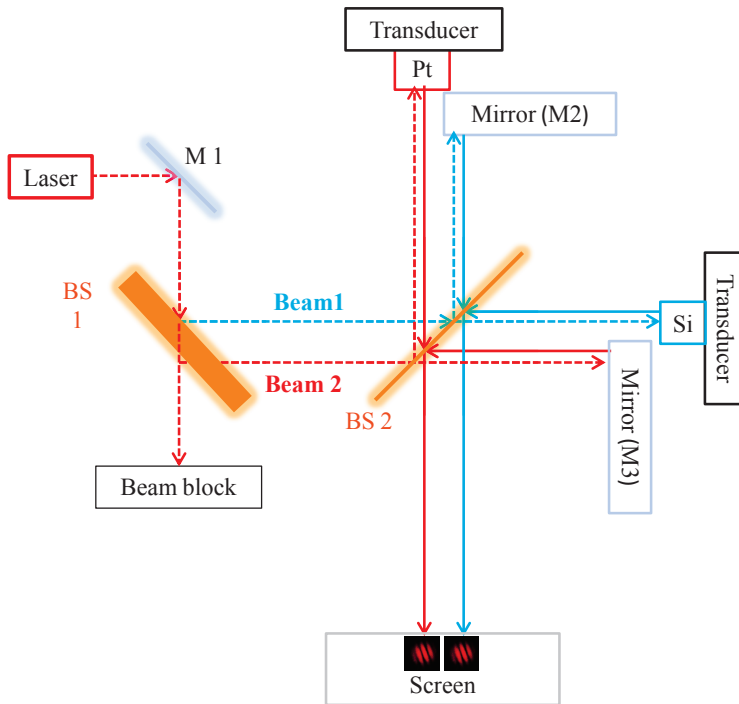 Transducer
Pt
Mirror (M2)
M 1
Laser
BS
1
Beam1
Transducer
Si
Beam 2
BS 2
Mirror (M3)
Beam block
Screen